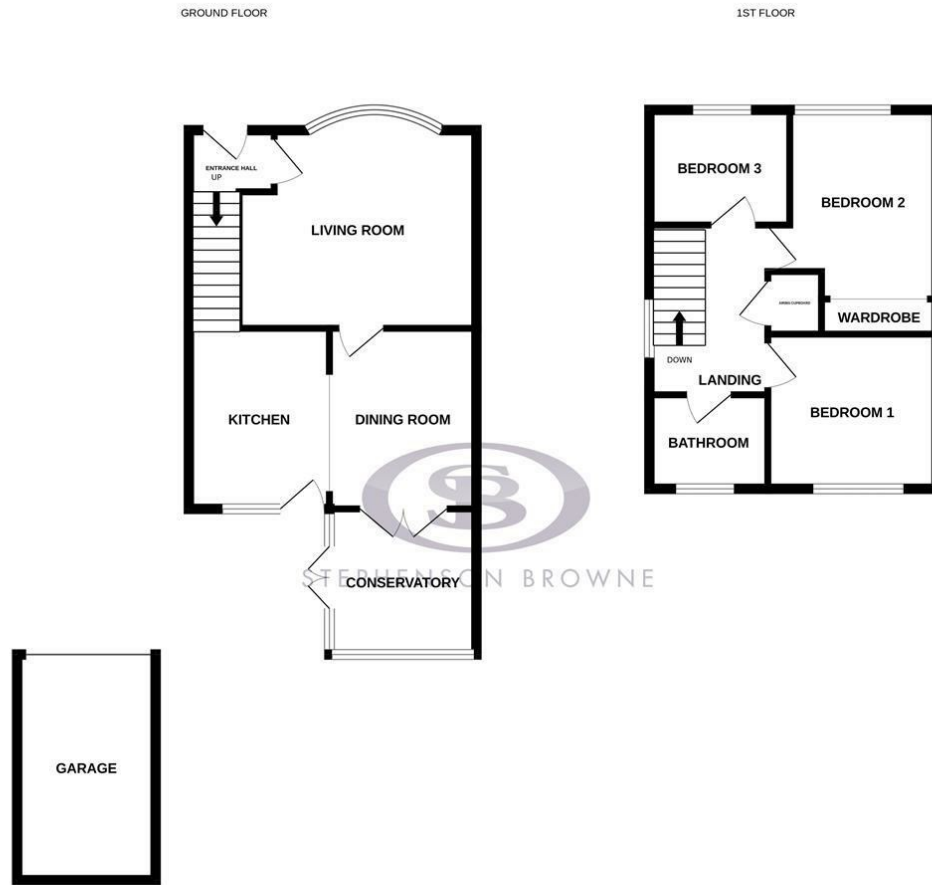 GROUND FLOOR
1ST FLOOR
ENTRANCE HALL
UP
LIVING ROOM
KITCHEN
DINING ROOM
CONSERVATORY
GARAGE
BEDROOM 3
BEDROOM 2
WARDROBE
DOWN
LANDING
BEDROOM 1
BATHROOM
SB
STEPHENSON BROWNE